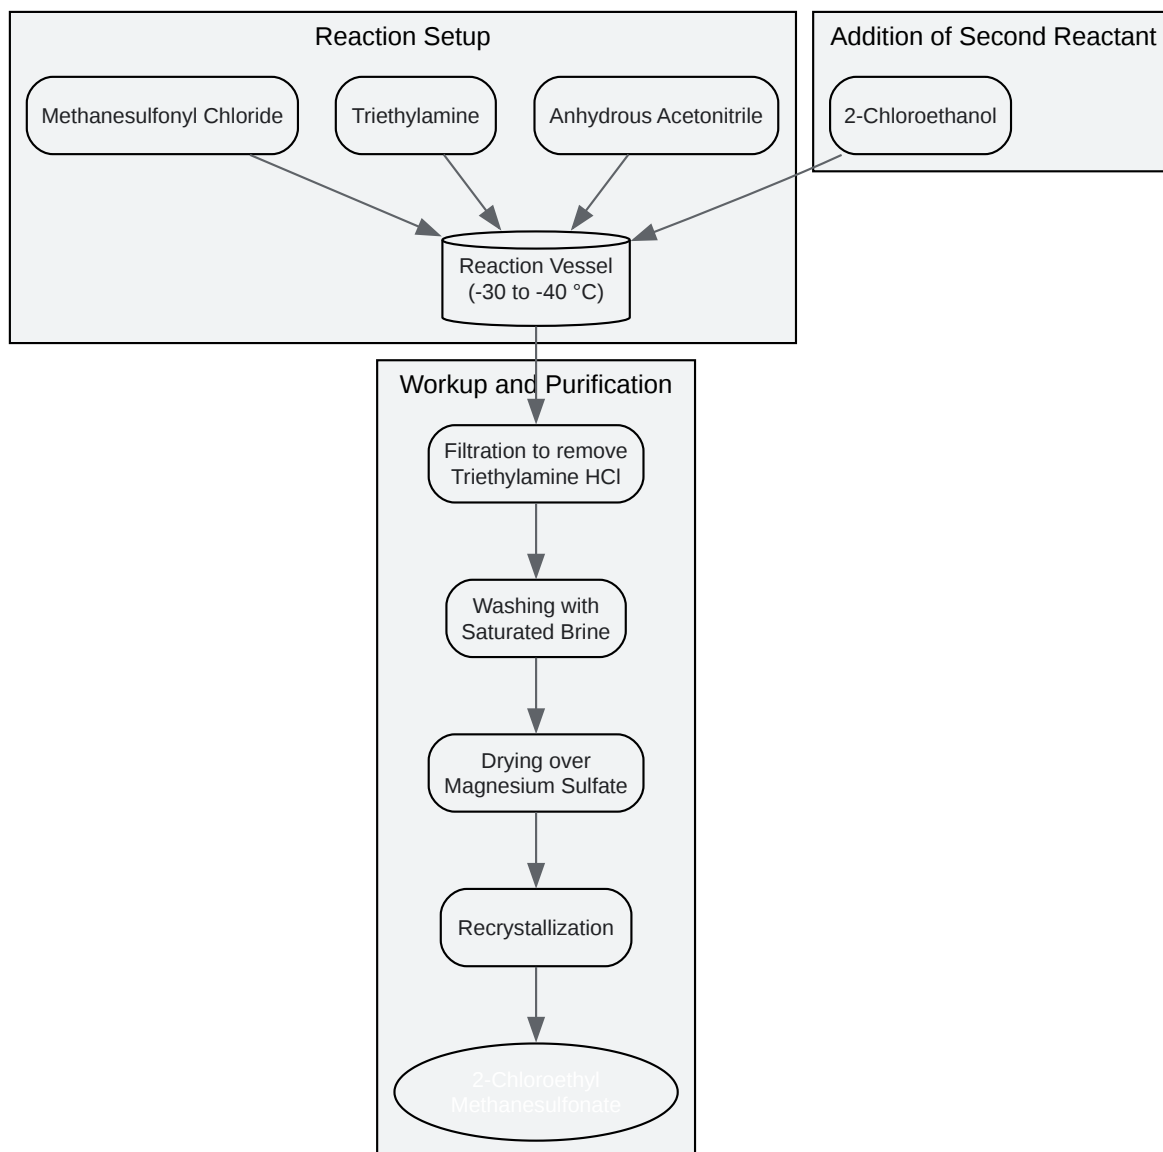 Reaction Setup
Addition of Second Reactant
Methanesulfonyl Chloride
Triethylamine
Anhydrous Acetonitrile
2-Chloroethanol
Reaction Vessel
(-30 to -40 °C)
Workup and Purification
Filtration to remove
Triethylamine HCl
Washing with
Saturated Brine
Drying over
Magnesium Sulfate
Recrystallization
2-Chloroethyl
Methanesulfonate